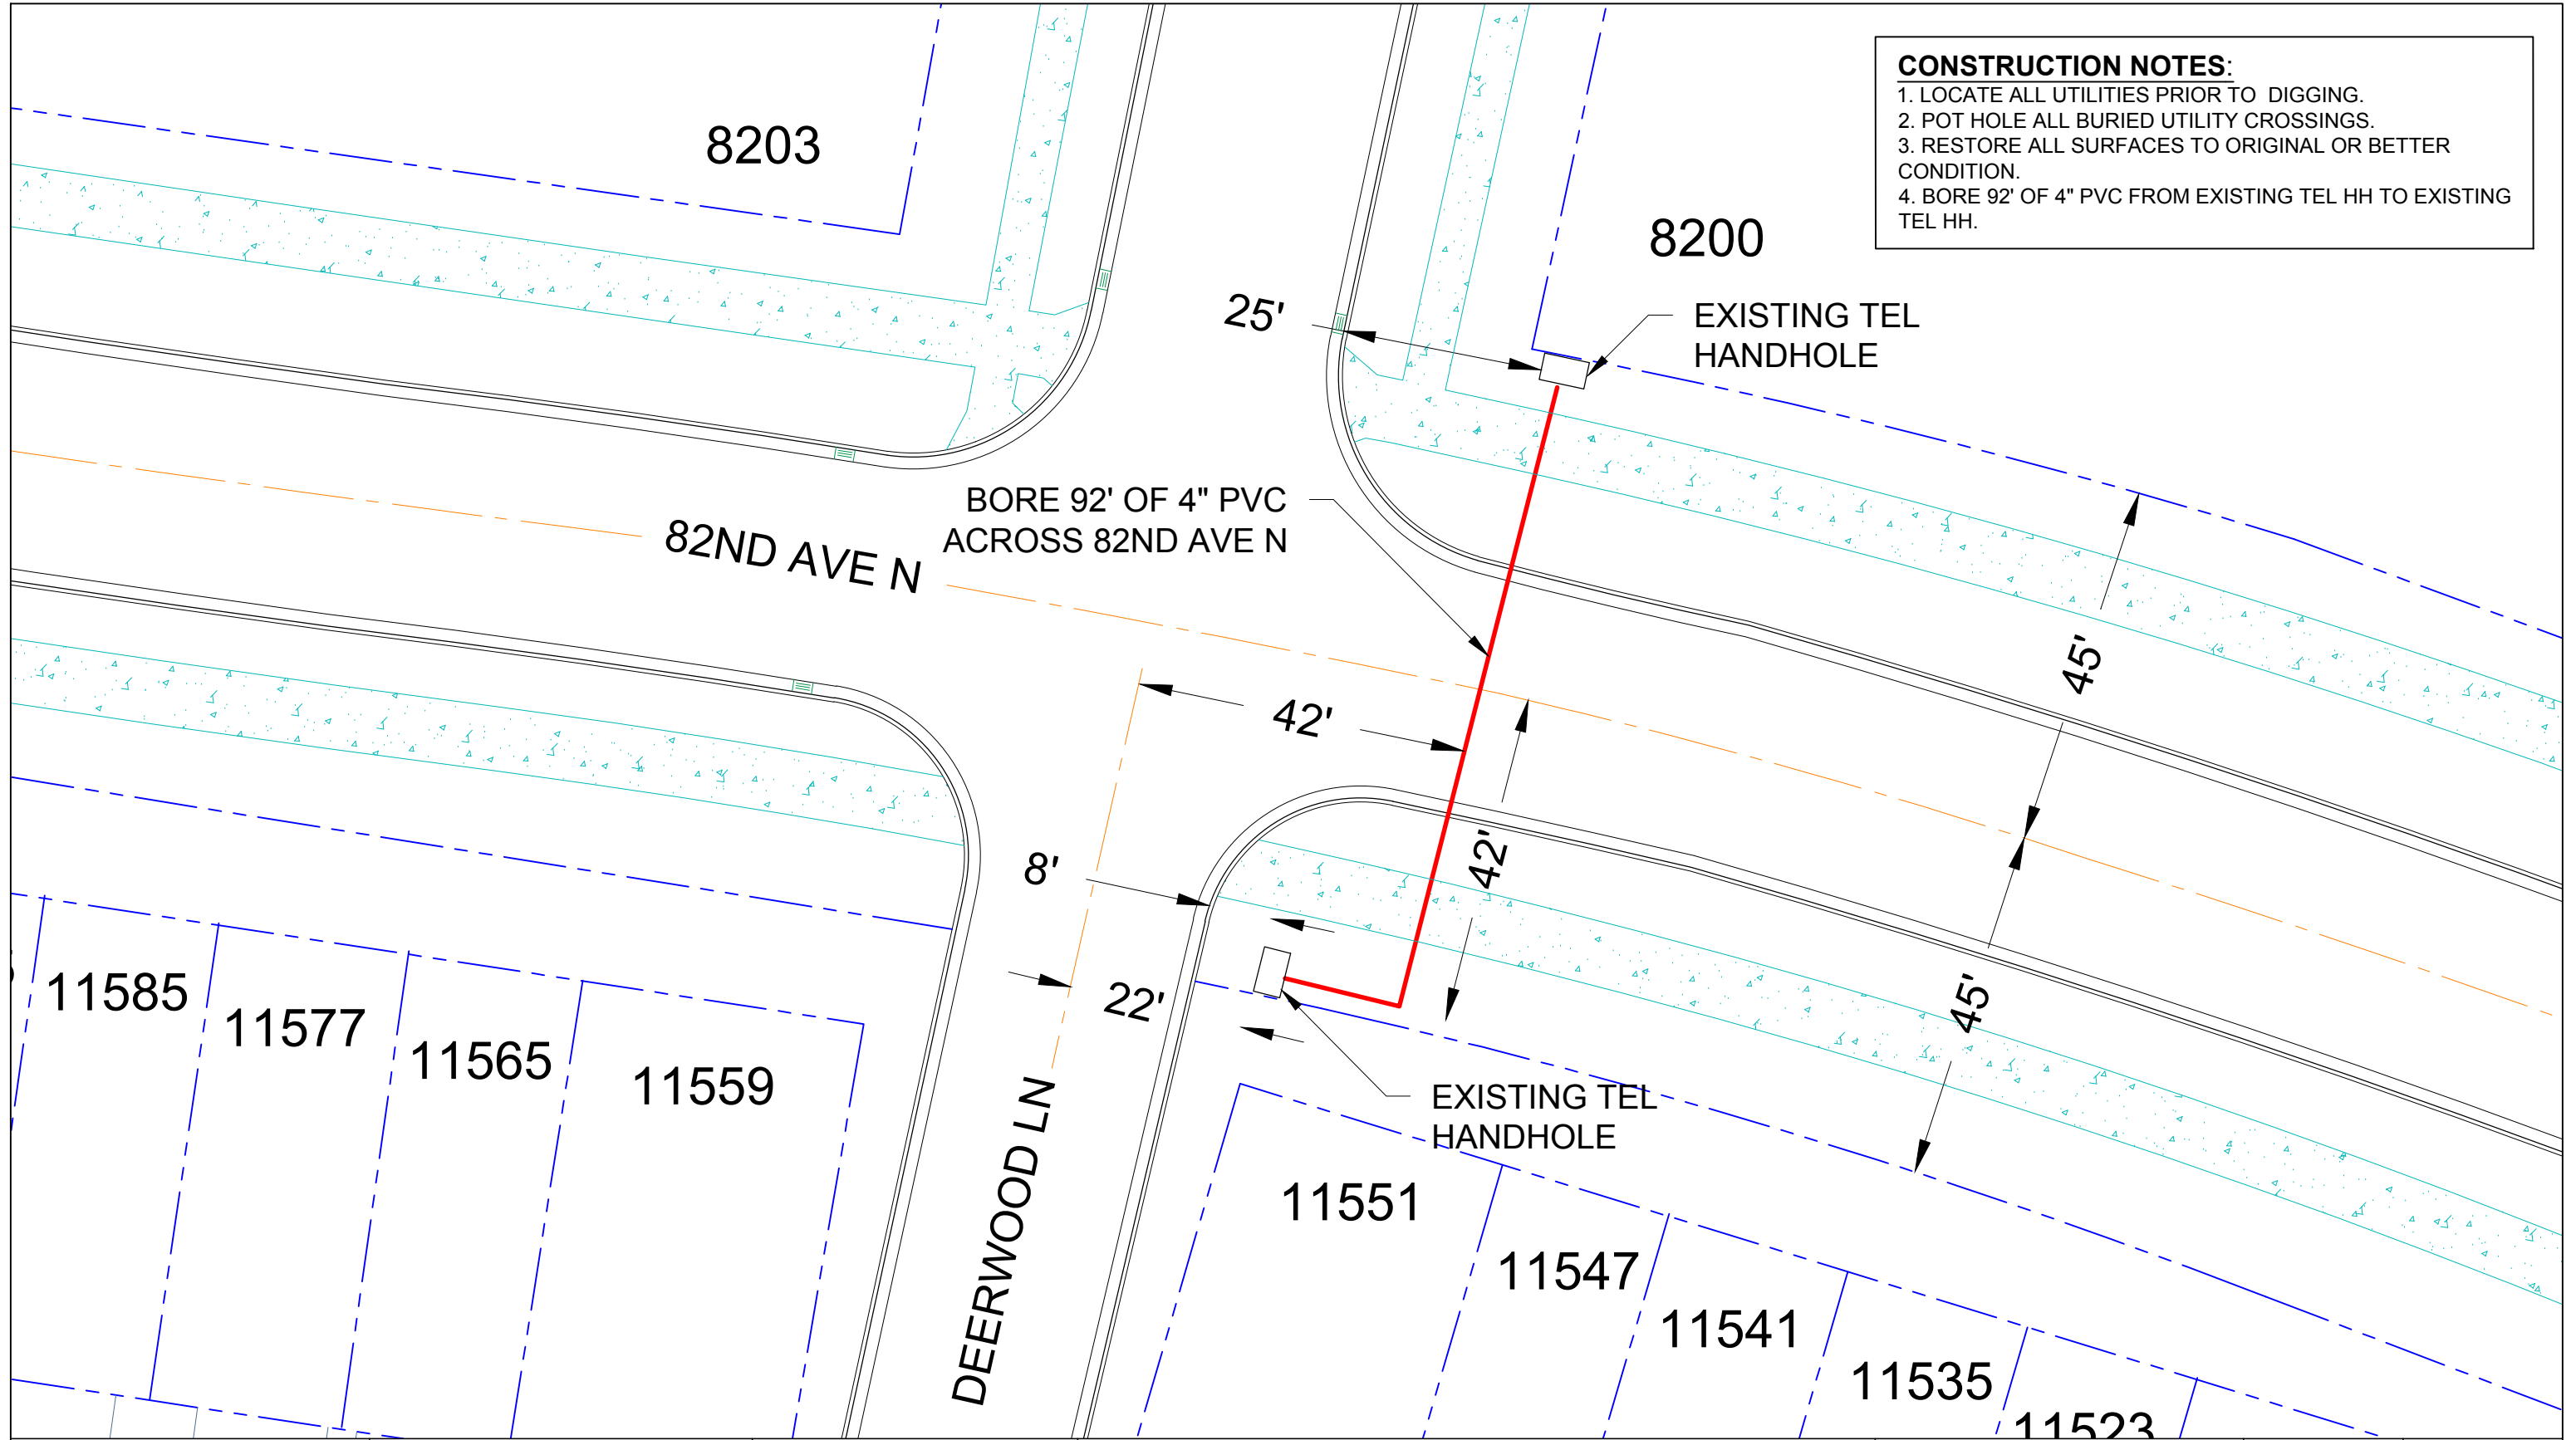 CONSTRUCTION NOTES:
1. LOCATE ALL UTILITIES PRIOR TO DIGGING.
2. POT HOLE ALL BURIED UTILITY CROSSINGS.
3. RESTORE ALL SURFACES TO ORIGINAL OR BETTER
CONDITION.
4. BORE 92' OF 4" PVC FROM EXISTING TEL HH TO EXISTING
TEL HH.
8203
8200
25'
EXISTING TEL
HANDHOLE
BORE 92' OF 4" PVC
ACROSS 82ND AVE N
82ND AVE N
45'
42'
42'
8'
22'
45'
11585
11577
11565
11559
EXISTING TEL
HANDHOLE
DEERWOOD LN
11551
11547
11541
11535
11523